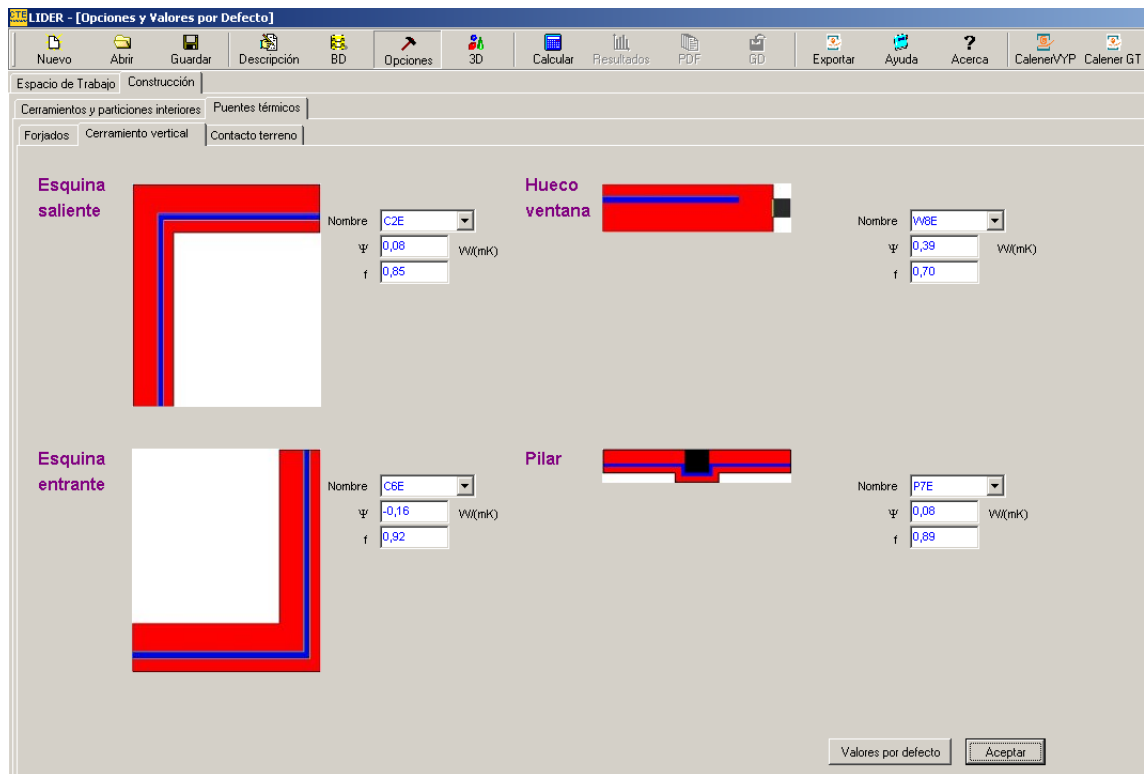 CTE LIDER - [Opciones y Valores por Defecto]
Nuevo Abrir Guardar Descripción BD Opciones 3D Calcular Resultados PDF GD Exportar Ayuda Acerca CalenerVYP Calener GT
Espacio de Trabajo Construcción
Cerramientos y particiones interiores Puentes térmicos
Forjados Cerramiento vertical Contacto terreno
Esquina saliente
Nombre C2E
Ψ 0,08 W/(mK)
f 0,85
Hueco ventana
Nombre W8E
Ψ 0,39 W/(mK)
f 0,70
Esquina entrante
Nombre C6E
Ψ -0,16 W/(mK)
f 0,92
Pilar
Nombre P7E
Ψ 0,08 W/(mK)
f 0,89
Valores por defecto Aceptar